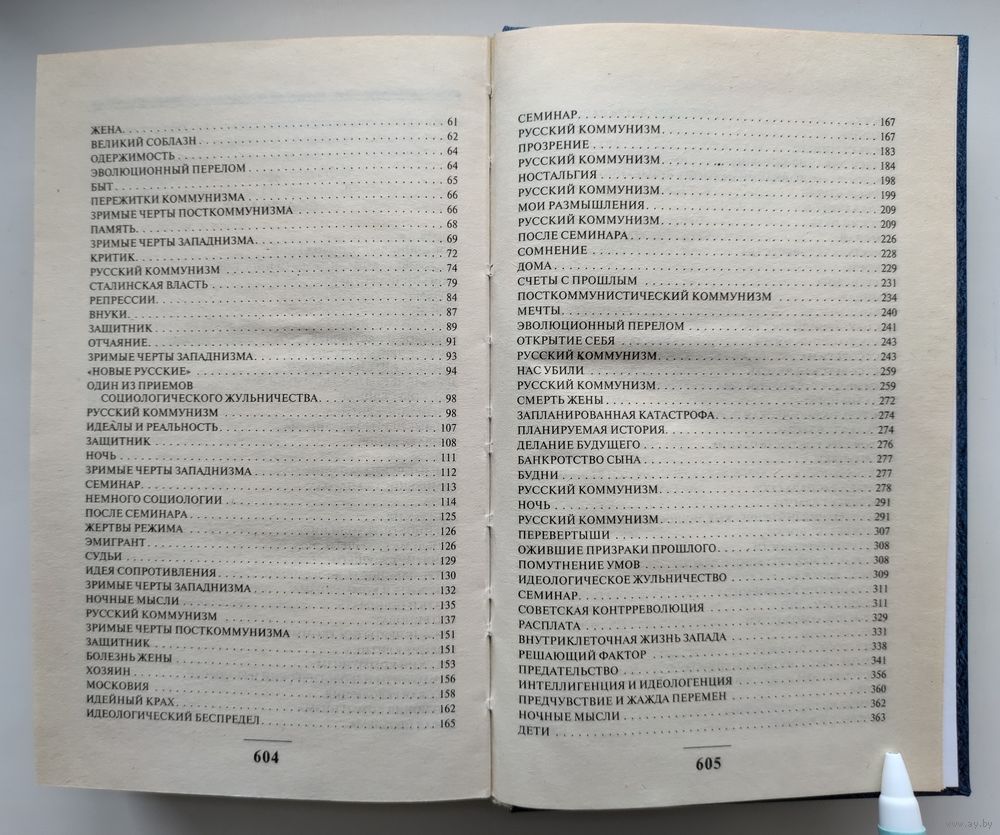 ЖЕНА. . . . . . . 61
ВЕЛИКИЙ СОБЛАЗН . . . . . . . 62
ОДЕРЖИМОСТЬ . . . . . . . 64
ЭВОЛЮЦИОННЫЙ ПЕРЕЛОМ . . . . . . . 64
БЫТ . . . . . . . 65
ПЕРЕЖИТКИ КОММУНИЗМА . . . . . . . 66
ЗРИМЫЕ ЧЕРТЫ ПОСТКОММУНИЗМА . . . . . . . 66
ПАМЯТЬ. . . . . . . 68
ЗРИМЫЕ ЧЕРТЫ ЗАПАДНИЗМА. . . . . . . 69
КРИТИК. . . . . . . 72
РУССКИЙ КОММУНИЗМ . . . . . . . 74
СТАЛИНСКАЯ ВЛАСТЬ . . . . . . . 79
РЕПРЕССИИ. . . . . . . 84
ВНУКИ. . . . . . . 87
ЗАЩИТНИК . . . . . . . 89
ОТЧАЯНИЕ. . . . . . . 91
ЗРИМЫЕ ЧЕРТЫ ЗАПАДНИЗМА. . . . . . . 93
«НОВЫЕ РУССКИЕ» . . . . . . . 94
ОДИН ИЗ ПРИЕМОВ
СОЦИОЛОГИЧЕСКОГО ЖУЛЬНИЧЕСТВА. . . . . . . 98
РУССКИЙ КОММУНИЗМ . . . . . . . 98
ИДЕАЛЫ И РЕАЛЬНОСТЬ . . . . . . . 107
ЗАЩИТНИК . . . . . . . 108
НОЧЬ . . . . . . . 111
ЗРИМЫЕ ЧЕРТЫ ЗАПАДНИЗМА . . . . . . . 112
СЕМИНАР. . . . . . . 113
НЕМНОГО СОЦИОЛОГИИ . . . . . . . 114
ПОСЛЕ СЕМИНАРА . . . . . . . 125
ЖЕРТВЫ РЕЖИМА . . . . . . . 126
ЭМИГРАНТ . . . . . . . 126
СУДЬИ . . . . . . . 129
ИДЕЯ СОПРОТИВЛЕНИЯ . . . . . . . 130
ЗРИМЫЕ ЧЕРТЫ ЗАПАДНИЗМА . . . . . . . 132
НОЧНЫЕ МЫСЛИ . . . . . . . 135
РУССКИЙ КОММУНИЗМ . . . . . . . 137
ЗРИМЫЕ ЧЕРТЫ ПОСТКОММУНИЗМА . . . . . . . 151
ЗАЩИТНИК . . . . . . . 151
БОЛЕЗНЬ ЖЕНЫ . . . . . . . 153
ХОЗЯИН . . . . . . . 156
МОСКОВИЯ . . . . . . . 158
ИДЕЙНЫЙ КРАХ . . . . . . . 162
ИДЕОЛОГИЧЕСКИЙ БЕСПРЕДЕЛ . . . . . . . 165
604
СЕМИНАР. . . . . . . 167
РУССКИЙ КОММУНИЗМ. . . . . . . 167
ПРОЗРЕНИЕ . . . . . . . 183
РУССКИЙ КОММУНИЗМ. . . . . . . 184
НОСТАЛЬГИЯ . . . . . . . 198
РУССКИЙ КОММУНИЗМ. . . . . . . 199
МОИ РАЗМЫШЛЕНИЯ. . . . . . . 209
РУССКИЙ КОММУНИЗМ. . . . . . . 209
ПОСЛЕ СЕМИНАРА . . . . . . . 226
СОМНЕНИЕ . . . . . . . 228
ДОМА . . . . . . . 229
СЧЕТЫ С ПРОШЛЫМ . . . . . . . 231
ПОСТКОММУНИСТИЧЕСКИЙ КОММУНИЗМ . . . . . . . 234
МЕЧТЫ. . . . . . . 240
ЭВОЛЮЦИОННЫЙ ПЕРЕЛОМ . . . . . . . 241
ОТКРЫТИЕ СЕБЯ . . . . . . . 243
РУССКИЙ КОММУНИЗМ . . . . . . . 243
НАС УБИЛИ . . . . . . . 259
РУССКИЙ КОММУНИЗМ. . . . . . . 259
СМЕРТЬ ЖЕНЫ . . . . . . . 272
ЗАПЛАНИРОВАННАЯ КАТАСТРОФА. . . . . . . 274
ПЛАНИРУЕМАЯ ИСТОРИЯ. . . . . . . 274
ДЕЛАНИЕ БУДУЩЕГО . . . . . . . 276
БАНКРОТСТВО СЫНА . . . . . . . 277
БУДНИ . . . . . . . 277
РУССКИЙ КОММУНИЗМ. . . . . . . 278
НОЧЬ . . . . . . . 291
РУССКИЙ КОММУНИЗМ. . . . . . . 291
ПЕРЕВЕРТЫШИ . . . . . . . 307
ОЖИВШИЕ ПРИЗРАКИ ПРОШЛОГО. . . . . . . 308
ПОМУТНЕНИЕ УМОВ . . . . . . . 308
ИДЕОЛОГИЧЕСКОЕ ЖУЛЬНИЧЕСТВО . . . . . . . 309
СЕМИНАР. . . . . . . 311
СОВЕТСКАЯ КОНТРРЕВОЛЮЦИЯ . . . . . . . 311
РАСПЛАТА . . . . . . . 329
ВНУТРИКЛЕТОЧНАЯ ЖИЗНЬ ЗАПАДА . . . . . . . 331
РЕШАЮЩИЙ ФАКТОР . . . . . . . 338
ПРЕДАТЕЛЬСТВО . . . . . . . 341
ИНТЕЛЛИГЕНЦИЯ И ИДЕОЛОГЕНЦИЯ . . . . . . . 356
ПРЕДЧУВСТВИЕ И ЖАЖДА ПЕРЕМЕН . . . . . . . 360
НОЧНЫЕ МЫСЛИ . . . . . . . 362
ДЕТИ . . . . . . . 363
605
www.ay.by